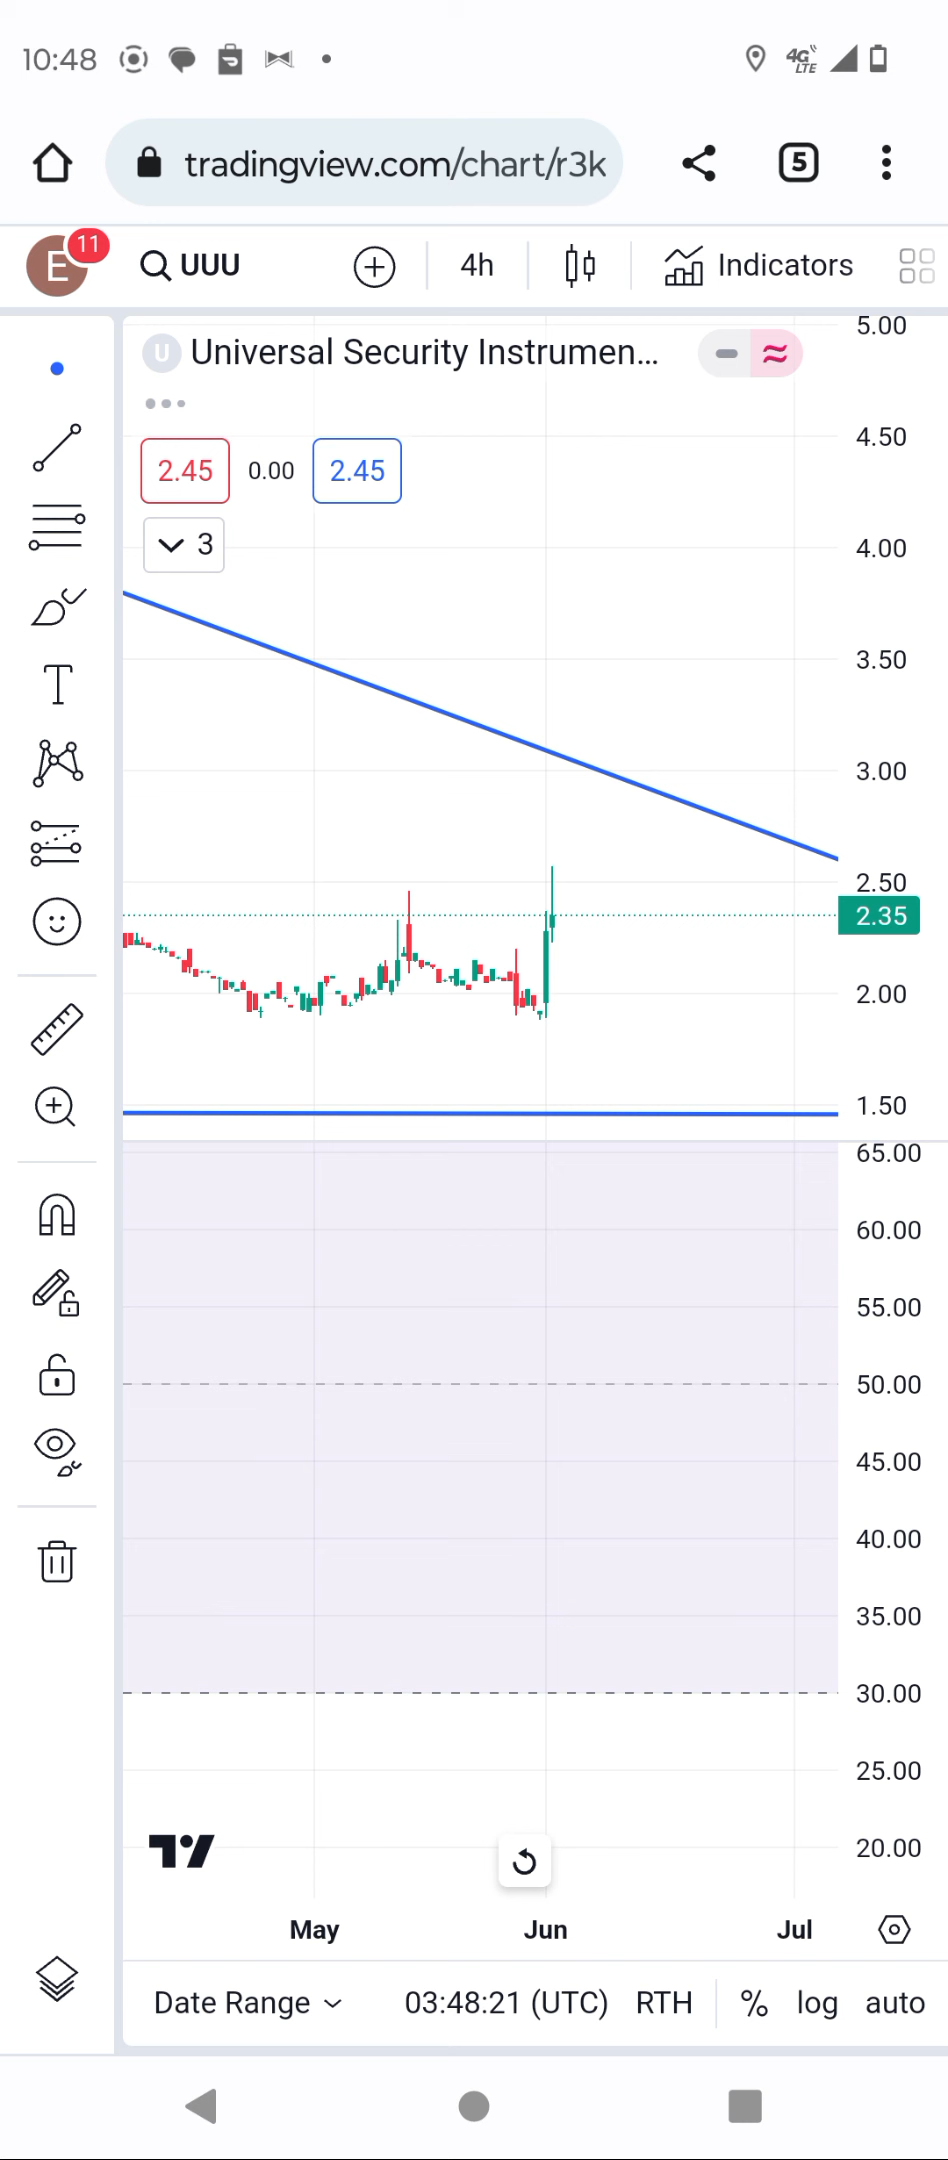 10:48
4G LTE
tradingview.com/chart/r3k
5
E
11
UUU
4h
Indicators
U
Universal Security Instrumen...
2.45
0.00
2.45
3
5.00
4.50
4.00
3.50
3.00
2.50
2.35
2.00
1.50
65.00
60.00
55.00
50.00
45.00
40.00
35.00
30.00
25.00
20.00
May
Jun
Jul
Date Range
03:48:21 (UTC)
RTH
%
log
auto